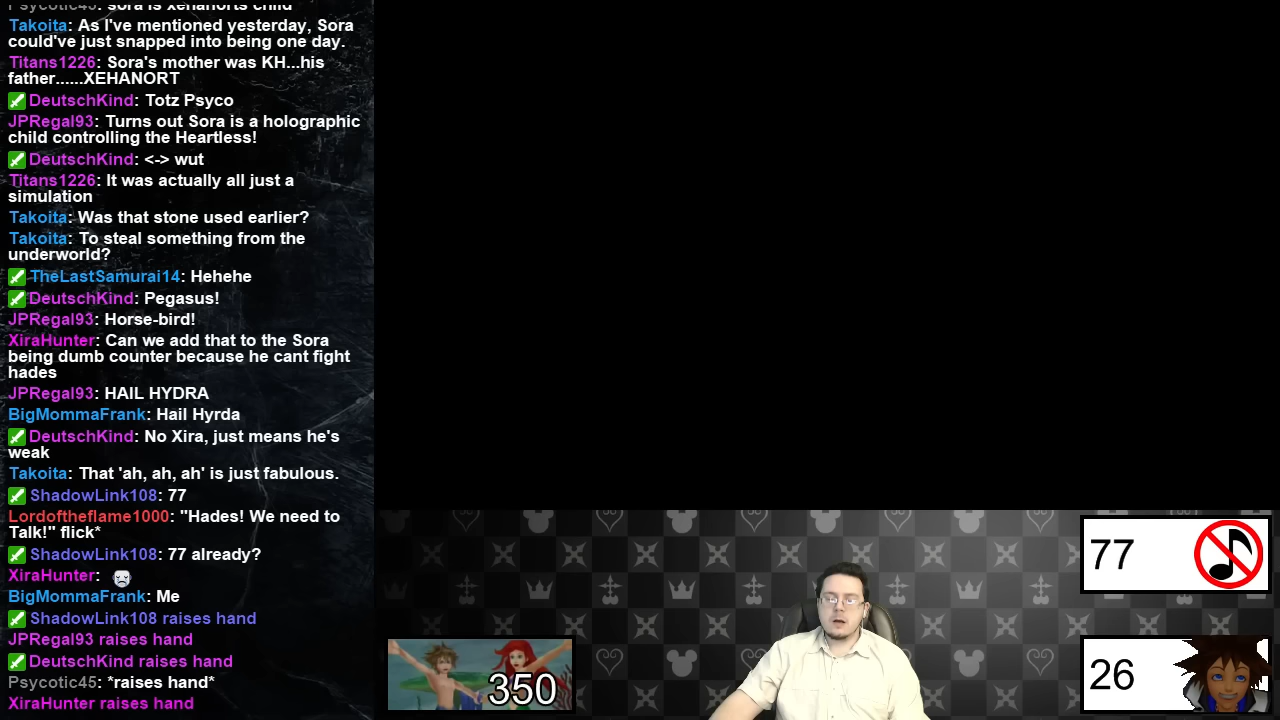 Psycotic45: sora is xehanorts child
Takoita: As I've mentioned yesterday, Sora
could've just snapped into being one day.
Titans1226: Sora's mother was KH...his
father......XEHANORT
DeutschKind: Totz Psyco
JPRegal93: Turns out Sora is a holographic
child controlling the Heartless!
DeutschKind: <-> wut
Titans1226: It was actually all just a
simulation
Takoita: Was that stone used earlier?
Takoita: To steal something from the
underworld?
TheLastSamurai14: Hehehe
DeutschKind: Pegasus!
JPRegal93: Horse-bird!
XiraHunter: Can we add that to the Sora
being dumb counter because he cant fight
hades
JPRegal93: HAIL HYDRA
BigMommaFrank: Hail Hyrda
DeutschKind: No Xira, just means he's
weak
Takoita: That 'ah, ah, ah' is just fabulous.
ShadowLink108: 77
Lordoftheflame1000: "Hades! We need to
Talk!" flick*
ShadowLink108: 77 already?
XiraHunter:
BigMommaFrank: Me
ShadowLink108 raises hand
JPRegal93 raises hand
DeutschKind raises hand
Psycotic45: *raises hand*
XiraHunter raises hand
77
350
26